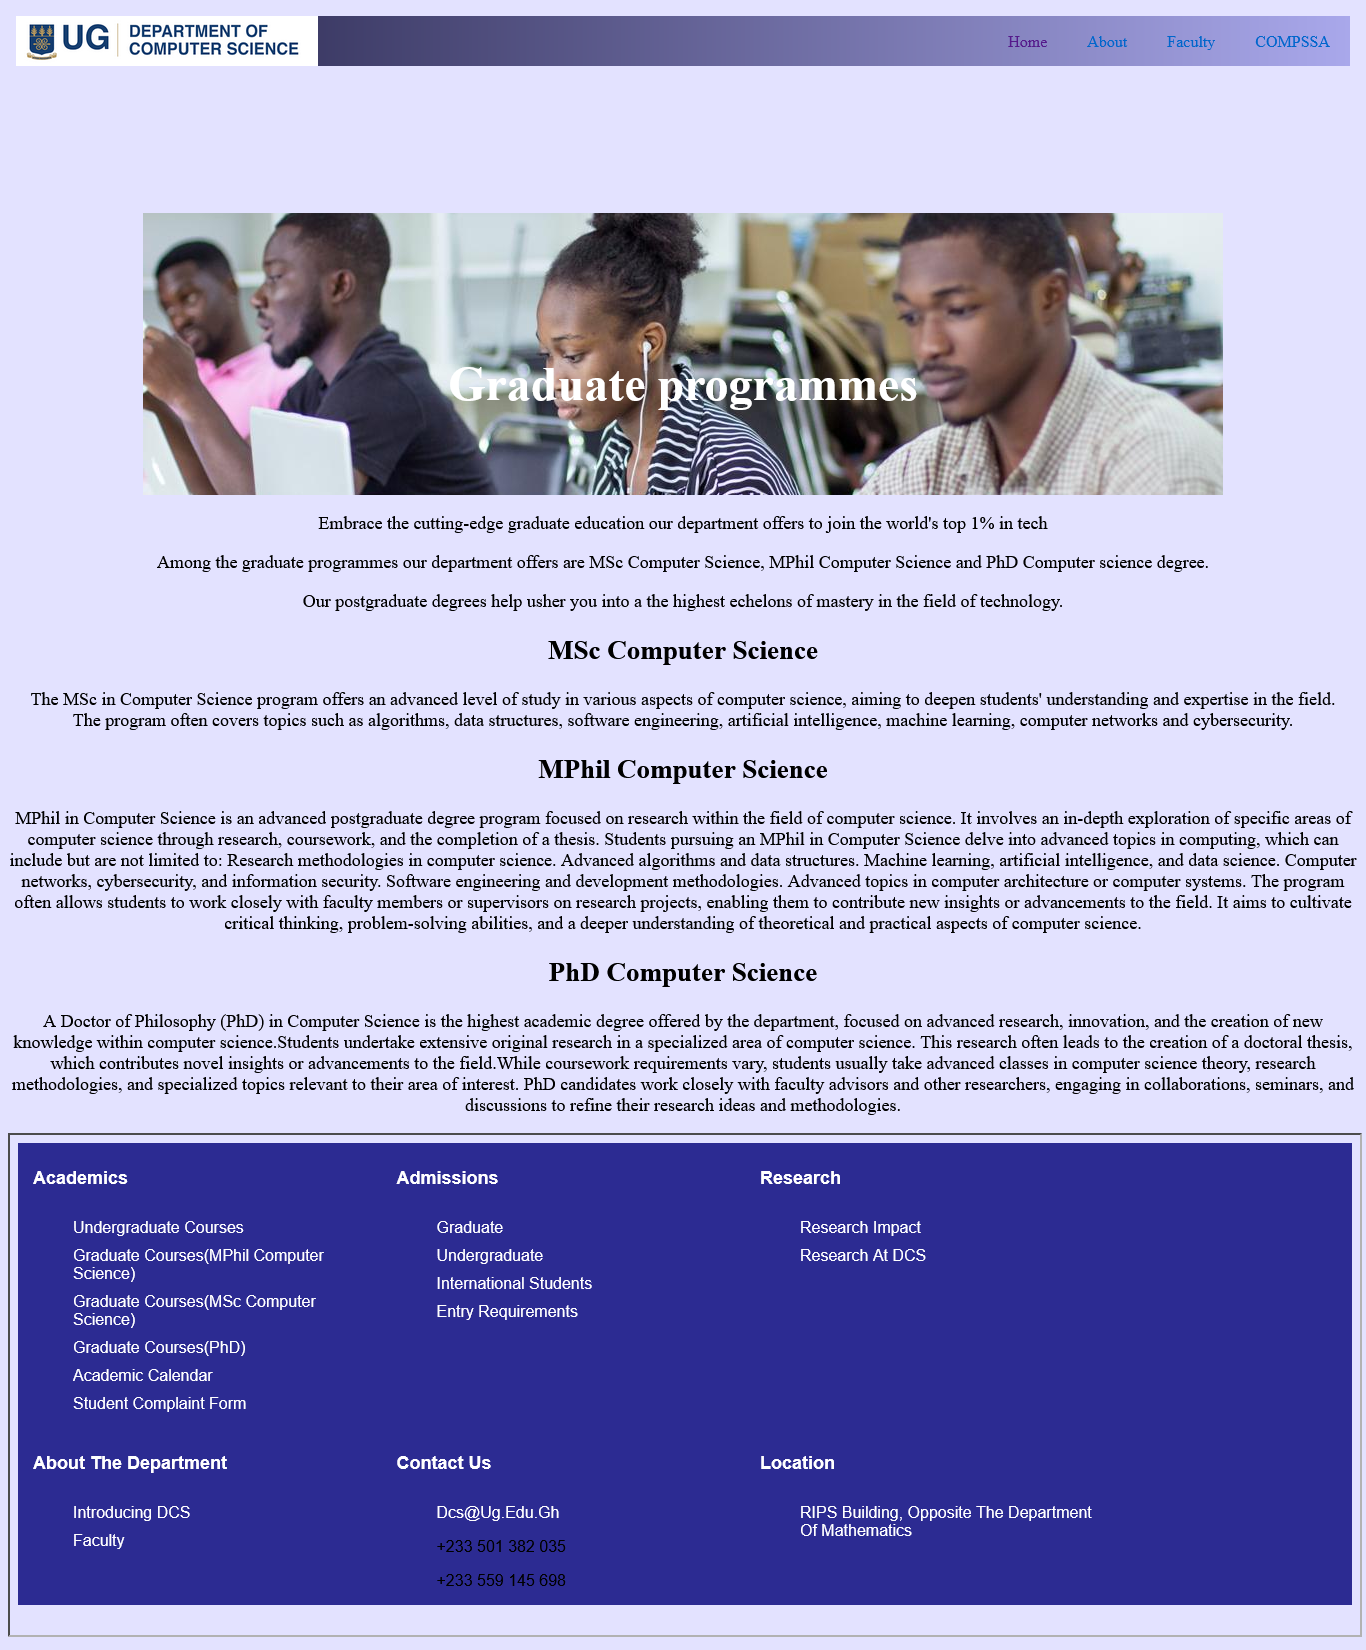 UG DEPARTMENT OF
COMPUTER SCIENCE
Home About Faculty COMPSSA
Graduate programmes
Embrace the cutting-edge graduate education our department offers to join the world's top 1% in tech
Among the graduate programmes our department offers are MSc Computer Science, MPhil Computer Science and PhD Computer science degree.
Our postgraduate degrees help usher you into a the highest echelons of mastery in the field of technology.
MSc Computer Science
The MSc in Computer Science program offers an advanced level of study in various aspects of computer science, aiming to deepen students' understanding and expertise in the field.
The program often covers topics such as algorithms, data structures, software engineering, artificial intelligence, machine learning, computer networks and cybersecurity.
MPhil Computer Science
MPhil in Computer Science is an advanced postgraduate degree program focused on research within the field of computer science. It involves an in-depth exploration of specific areas of
computer science through research, coursework, and the completion of a thesis. Students pursuing an MPhil in Computer Science delve into advanced topics in computing, which can
include but are not limited to: Research methodologies in computer science. Advanced algorithms and data structures. Machine learning, artificial intelligence, and data science. Computer
networks, cybersecurity, and information security. Software engineering and development methodologies. Advanced topics in computer architecture or computer systems. The program
often allows students to work closely with faculty members or supervisors on research projects, enabling them to contribute new insights or advancements to the field. It aims to cultivate
critical thinking, problem-solving abilities, and a deeper understanding of theoretical and practical aspects of computer science.
PhD Computer Science
A Doctor of Philosophy (PhD) in Computer Science is the highest academic degree offered by the department, focused on advanced research, innovation, and the creation of new
knowledge within computer science.Students undertake extensive original research in a specialized area of computer science. This research often leads to the creation of a doctoral thesis,
which contributes novel insights or advancements to the field.While coursework requirements vary, students usually take advanced classes in computer science theory, research
methodologies, and specialized topics relevant to their area of interest. PhD candidates work closely with faculty advisors and other researchers, engaging in collaborations, seminars, and
discussions to refine their research ideas and methodologies.
Academics
Undergraduate Courses
Graduate Courses(MPhil Computer
Science)
Graduate Courses(MSc Computer
Science)
Graduate Courses(PhD)
Academic Calendar
Student Complaint Form
Admissions
Graduate
Undergraduate
International Students
Entry Requirements
Research
Research Impact
Research At DCS
About The Department
Introducing DCS
Faculty
Contact Us
Dcs@Ug.Edu.Gh
+233 501 382 035
+233 559 145 698
Location
RIPS Building, Opposite The Department
Of Mathematics